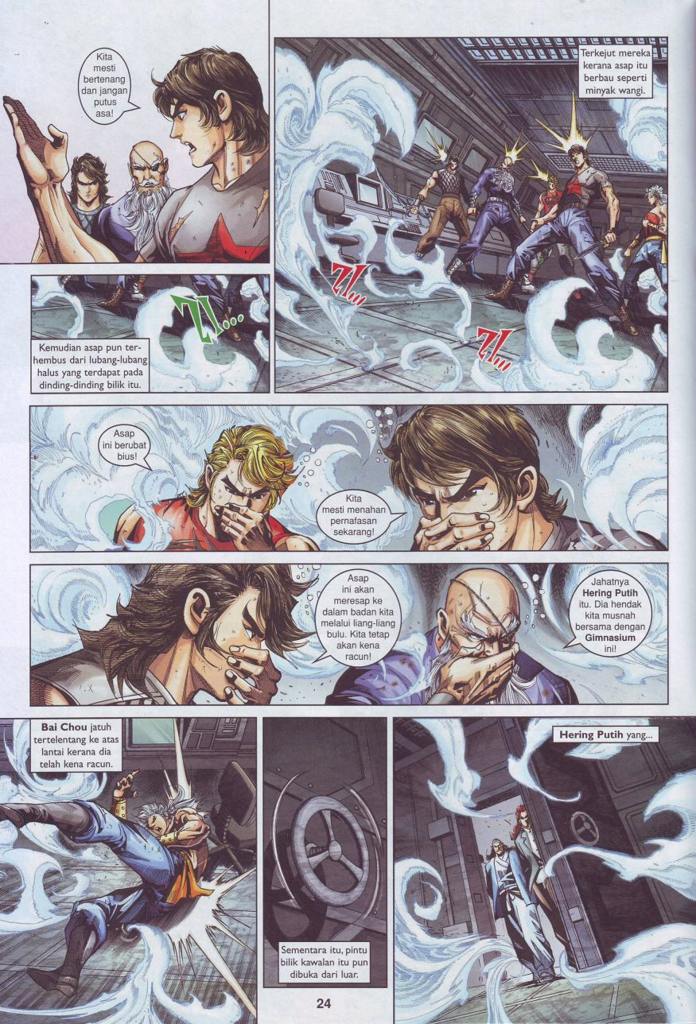 Kita
mesti
bertenang
dan jangan
putus
asa!
Terkejut mereka
kerana asap itu
berbau seperti
minyak wangi.
Kemudian asap pun ter-
hembus dari lubang-lubang
halus yang terdapat pada
dinding-dinding bilik itu.
Asap
ini berubat
bius!
Kita
mesti menahan
pernafasan
sekarang!
Asap
ini akan
meresap ke
dalam badan kita
melalui liang-liang
bulu. Kita tetap
akan kena
racun!
Jahatnya
Hering Putih
itu. Dia hendak
kita musnah
bersama dengan
Gimnasium
ini!
Bai Chou jatuh
tertelentang ke atas
lantai kerana dia
telah kena racun.
Sementara itu, pintu
bilik kawalan itu pun
dibuka dari luar.
Hering Putih yang...
24